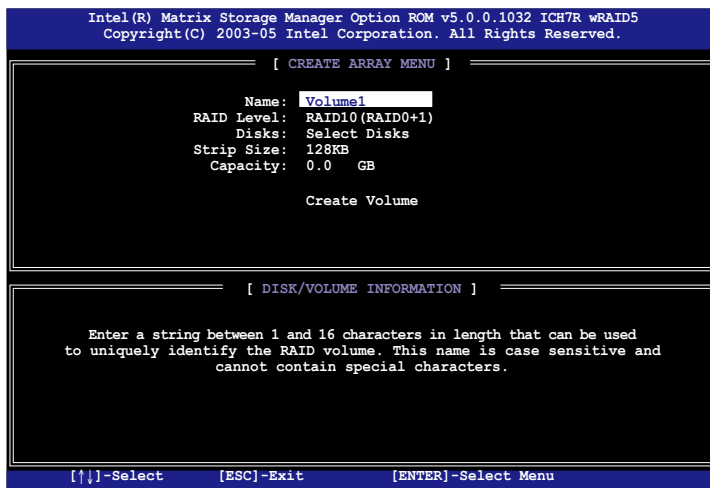 Intel(R) Matrix Storage Manager Option ROM v5.0.0.1032 ICH7R wRAID5
Copyright(C) 2003-05 Intel Corporation. All Rights Reserved.
[ CREATE ARRAY MENU ]
Name: Volume1
RAID Level: RAID10(RAID0+1)
Disks: Select Disks
Strip Size: 128KB
Capacity: 0.0 GB
Create Volume
[ DISK/VOLUME INFORMATION ]
Enter a string between 1 and 16 characters in length that can be used
to uniquely identify the RAID volume. This name is case sensitive and
cannot contain special characters.
[↑↓]-Select [ESC]-Exit [ENTER]-Select Menu